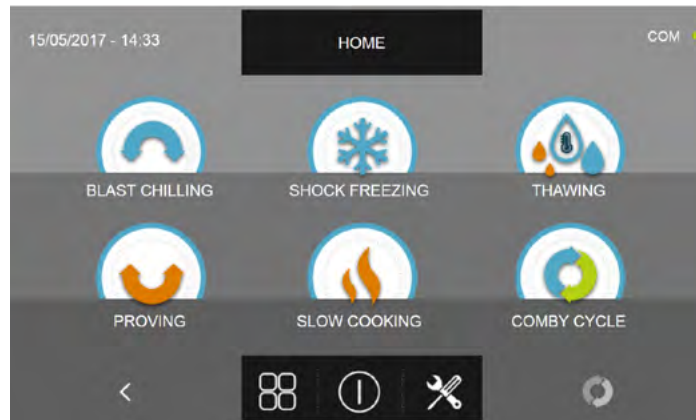 15/05/2017 - 14:33
HOME
COM
BLAST CHILLING
SHOCK FREEZING
THAWING
PROVING
SLOW COOKING
COMBY CYCLE